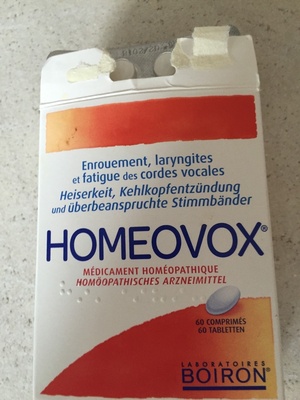 Enrouement, laryngites
et fatigue des cordes vocales
Heiserkeit, Kehlkopfentzündung
und überbeanspruchte Stimmbänder
HOMEOVOX®
MÉDICAMENT HOMÉOPATHIQUE
HOMÖOPATHISCHES ARZNEIMITTEL
60 COMPRIMÉS
60 TABLETTEN
LABORATOIRES
BOIRON®